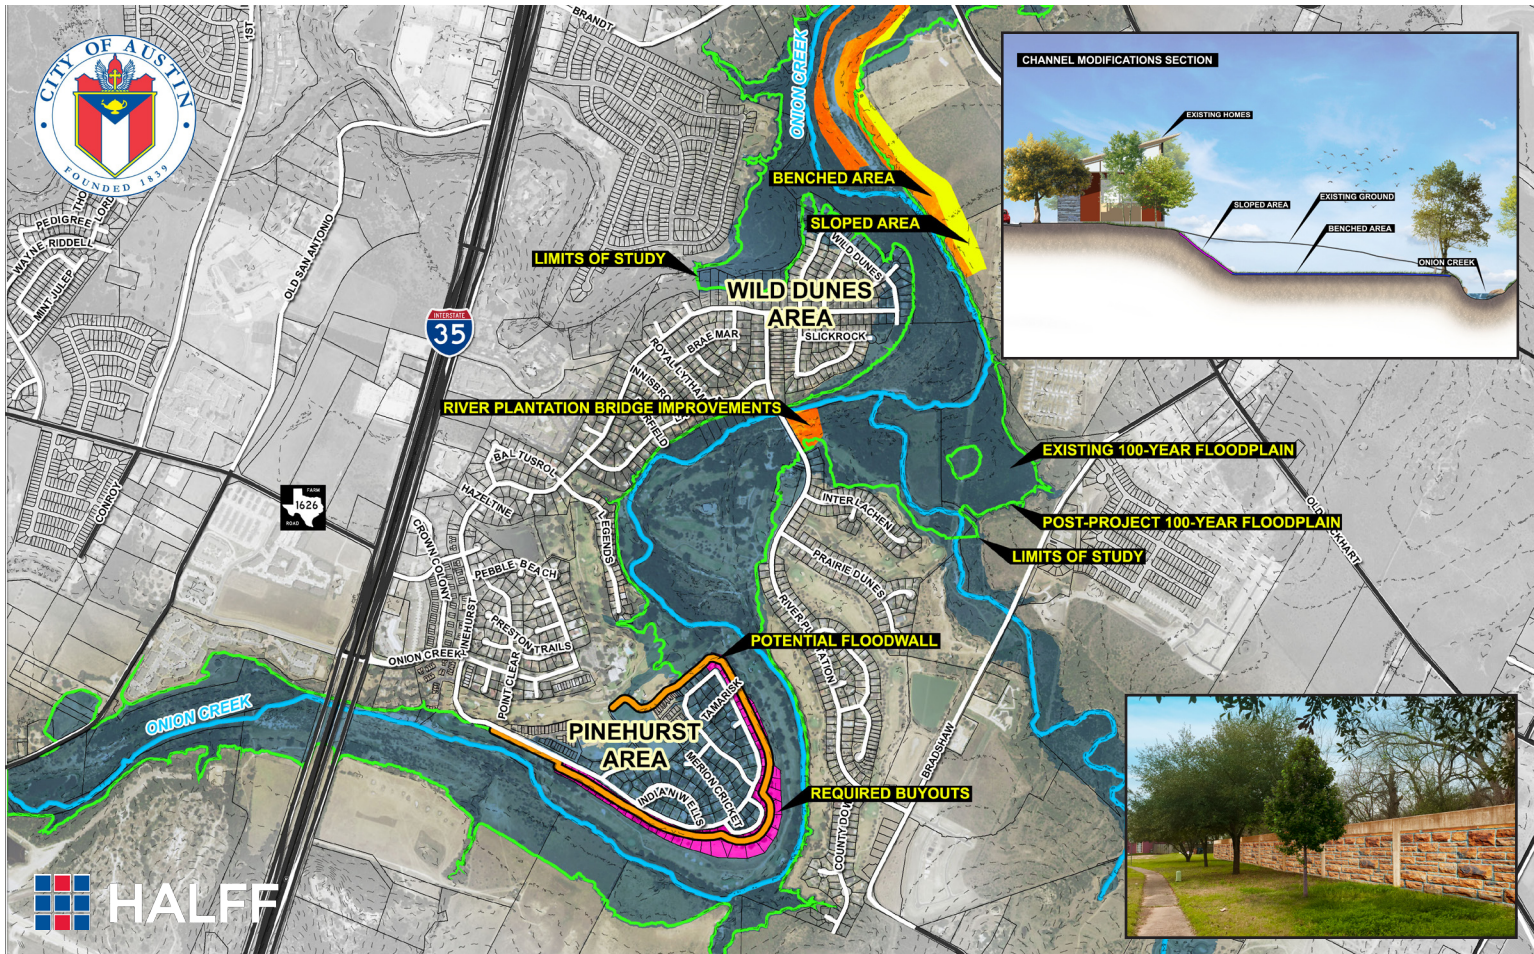 CITY OF AUSTIN
FOUNDED 1839
1ST
BRANDT
ONION CREEK
CHANNEL MODIFICATIONS SECTION
EXISTING HOMES
SLOPED AREA
EXISTING GROUND
BENCHED AREA
ONION CREEK
BENCHED AREA
SLOPED AREA
LIMITS OF STUDY
WILD DUNES
WILD DUNES
AREA
SLICKROCK
BRAE MAR
ROYAL LYTHAM
PEDIGREE
WAYNE RIDDELL
MINT JULEP
OLD SAN ANTONIO
INTERSTATE
35
RIVER PLANTATION BRIDGE IMPROVEMENTS
EXISTING 100-YEAR FLOODPLAIN
POST-PROJECT 100-YEAR FLOODPLAIN
LIMITS OF STUDY
BALTUSROL
HAZELTINE
LEGENDS
INTERLACHEN
PRAIRIE DUNES
CONROY
FARM
1626
ROAD
CROWN COLONY
PEBBLE BEACH
PINEHURST
PRESTON TRAILS
ONION CREEK
POINT CLEAR
POTENTIAL FLOODWALL
TAMARISK
PINEHURST
AREA
MERION CRICKET
INDIAN WELLS
REQUIRED BUYOUTS
BRADSHAW
ONION CREEK
HALFF